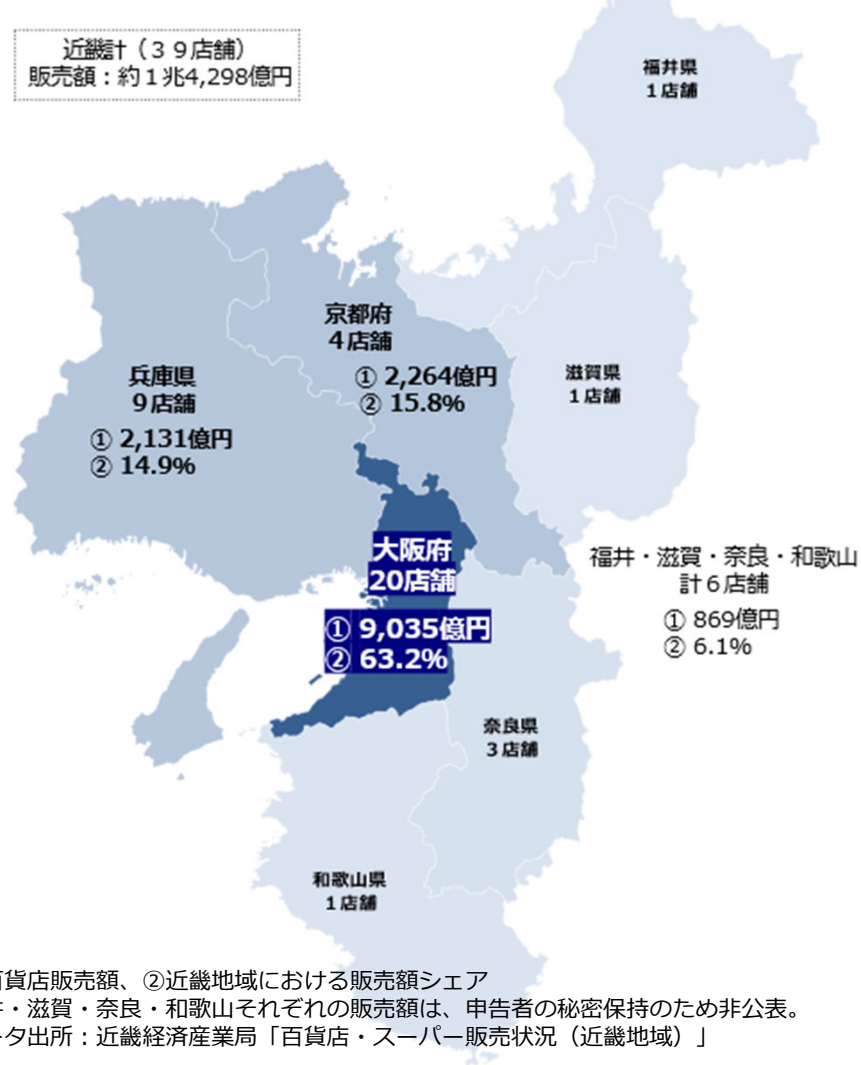 近畿計（３９店舗）
販売額：約１兆4,298億円
福井県
１店舗
京都府
４店舗
① 2,264億円
② 15.8%
兵庫県
９店舗
① 2,131億円
② 14.9%
滋賀県
１店舗
大阪府
20店舗
① 9,035億円
② 63.2%
福井・滋賀・奈良・和歌山
計６店舗
① 869億円
② 6.1%
奈良県
３店舗
和歌山県
１店舗
百貨店販売額、②近畿地域における販売額シェア
・滋賀・奈良・和歌山それぞれの販売額は、申告者の秘密保持のため非公表。
タ出所：近畿経済産業局「百貨店・スーパー販売状況（近畿地域）」